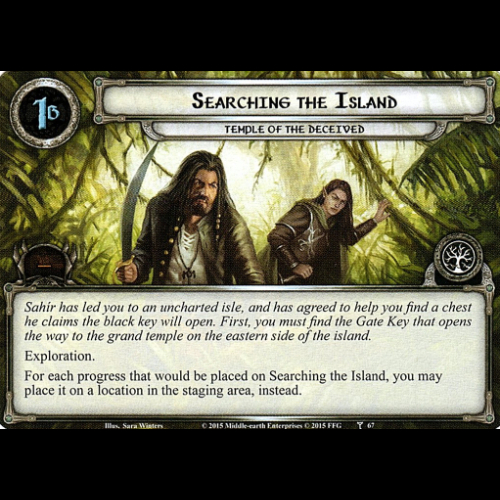 1B
SEARCHING THE ISLAND
TEMPLE OF THE DECEIVED
Sahír has led you to an uncharted isle, and has agreed to help you find a chest
he claims the black key will open. First, you must find the Gate Key that opens
the way to the grand temple on the eastern side of the island.
Exploration.
For each progress that would be placed on Searching the Island, you may
place it on a location in the staging area, instead.
Illus. Sara Winters © 2015 Middle-earth Enterprises © 2015 FFG 67